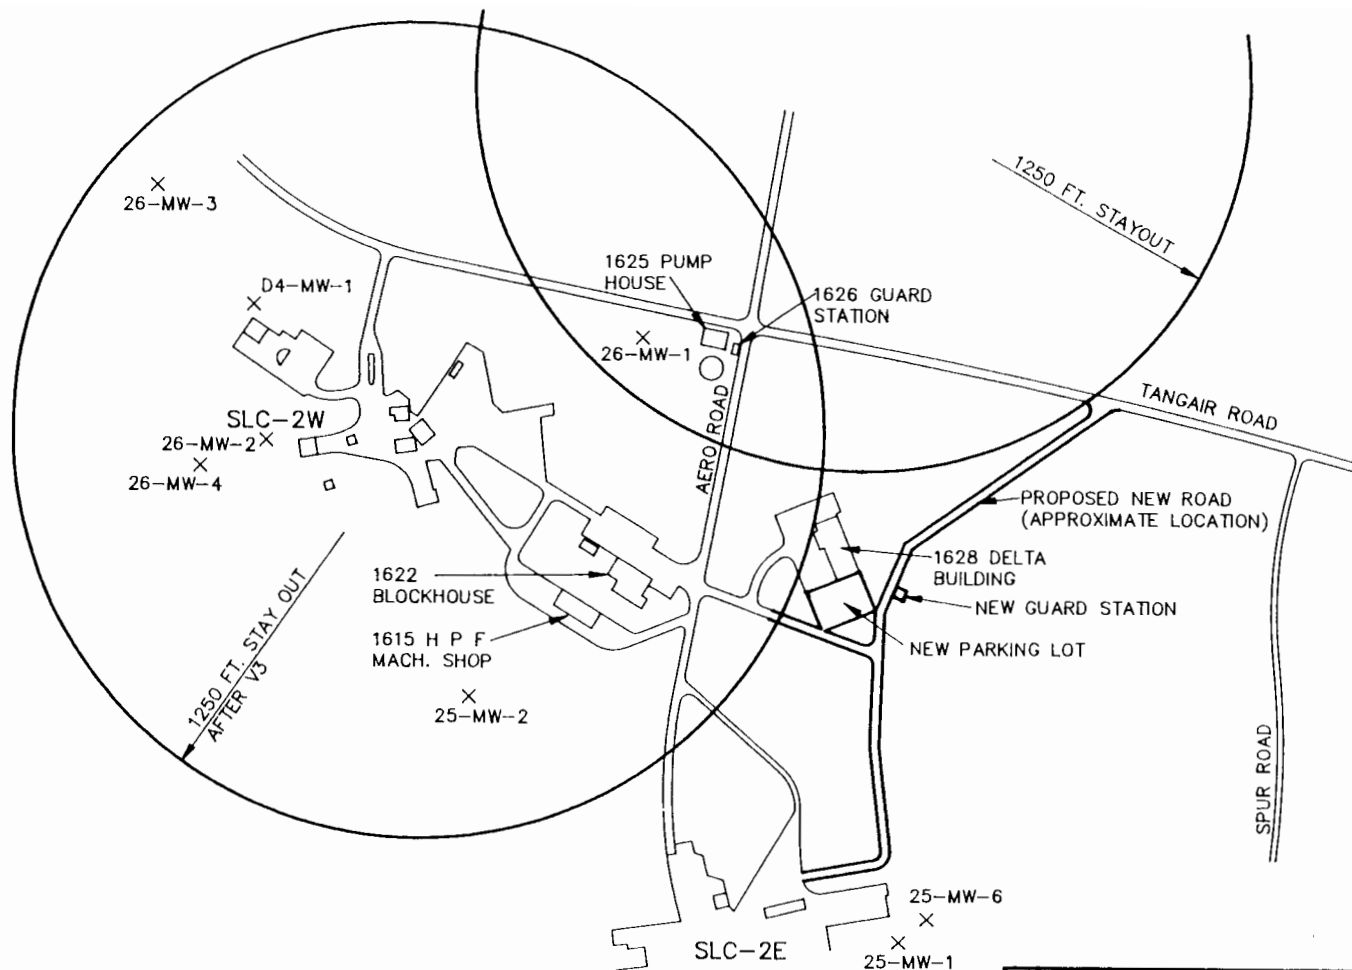 1250 FT. STAYOUT
26-MW-3
1625 PUMP
HOUSE
D4-MW-1
1626 GUARD
STATION
26-MW-1
AERO ROAD
TANGAIR ROAD
SLC-2W
26-MW-2
26-MW-4
PROPOSED NEW ROAD
(APPROXIMATE LOCATION)
1628 DELTA
BUILDING
1622
BLOCKHOUSE
NEW GUARD STATION
1615 H P F
MACH. SHOP
NEW PARKING LOT
1250 FT. STAY OUT
AFTER V3
25-MW-2
SPUR ROAD
25-MW-6
SLC-2E
25-MW-1